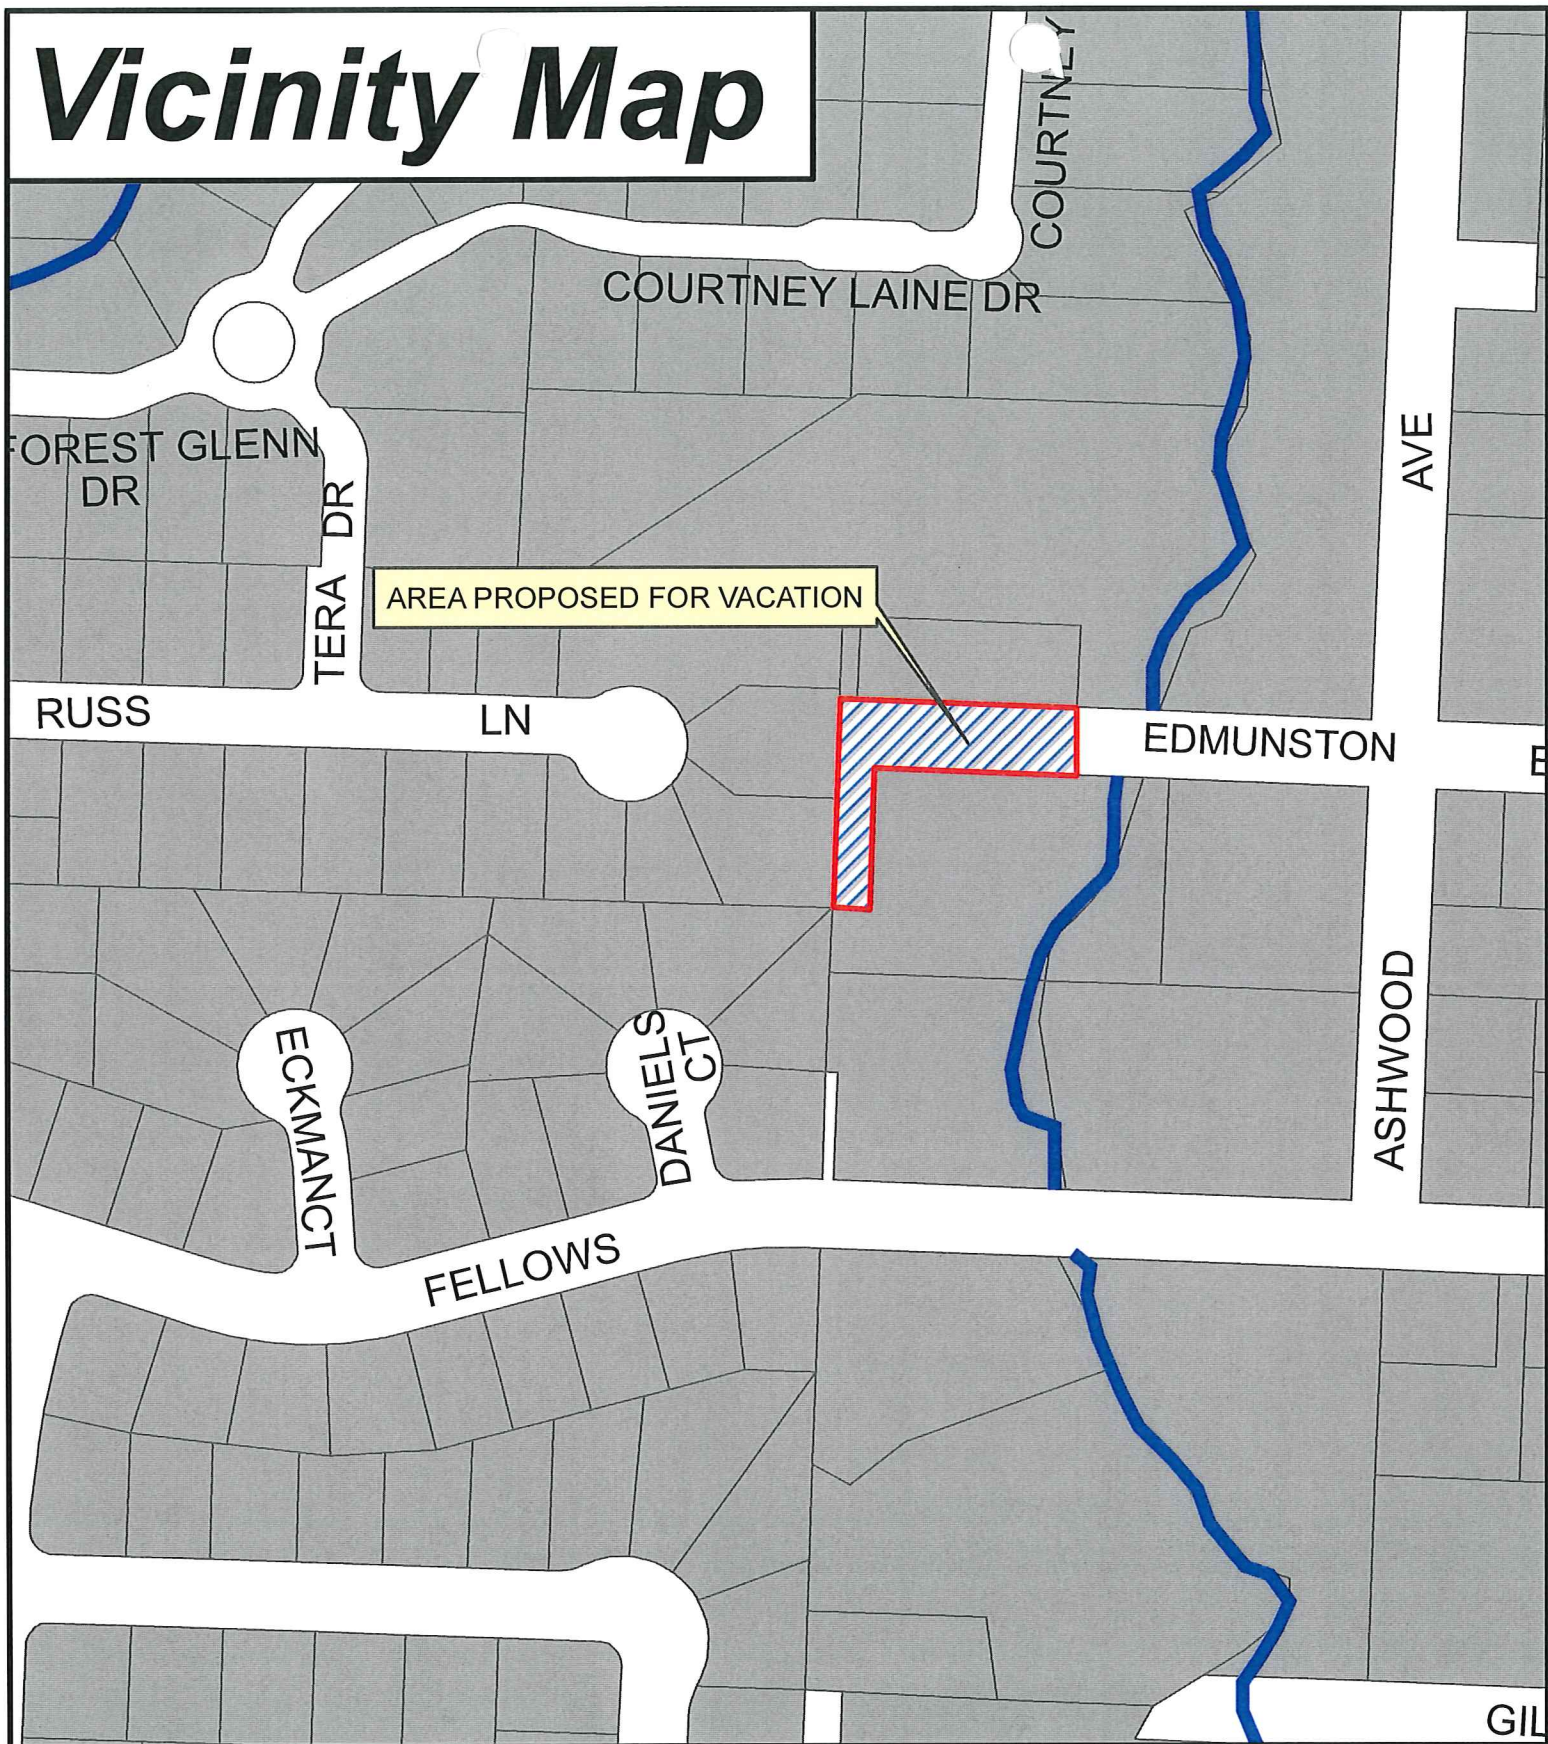 Vicinity Map
COURTNEY
COURTNEY LAINE DR
FOREST GLENN
DR
AVE
TERA DR
AREA PROPOSED FOR VACATION
RUSS LN
EDMUNSTON
E
ASHWOOD
ECKMANCT
DANIELS
CT
FELLOWS
GIL